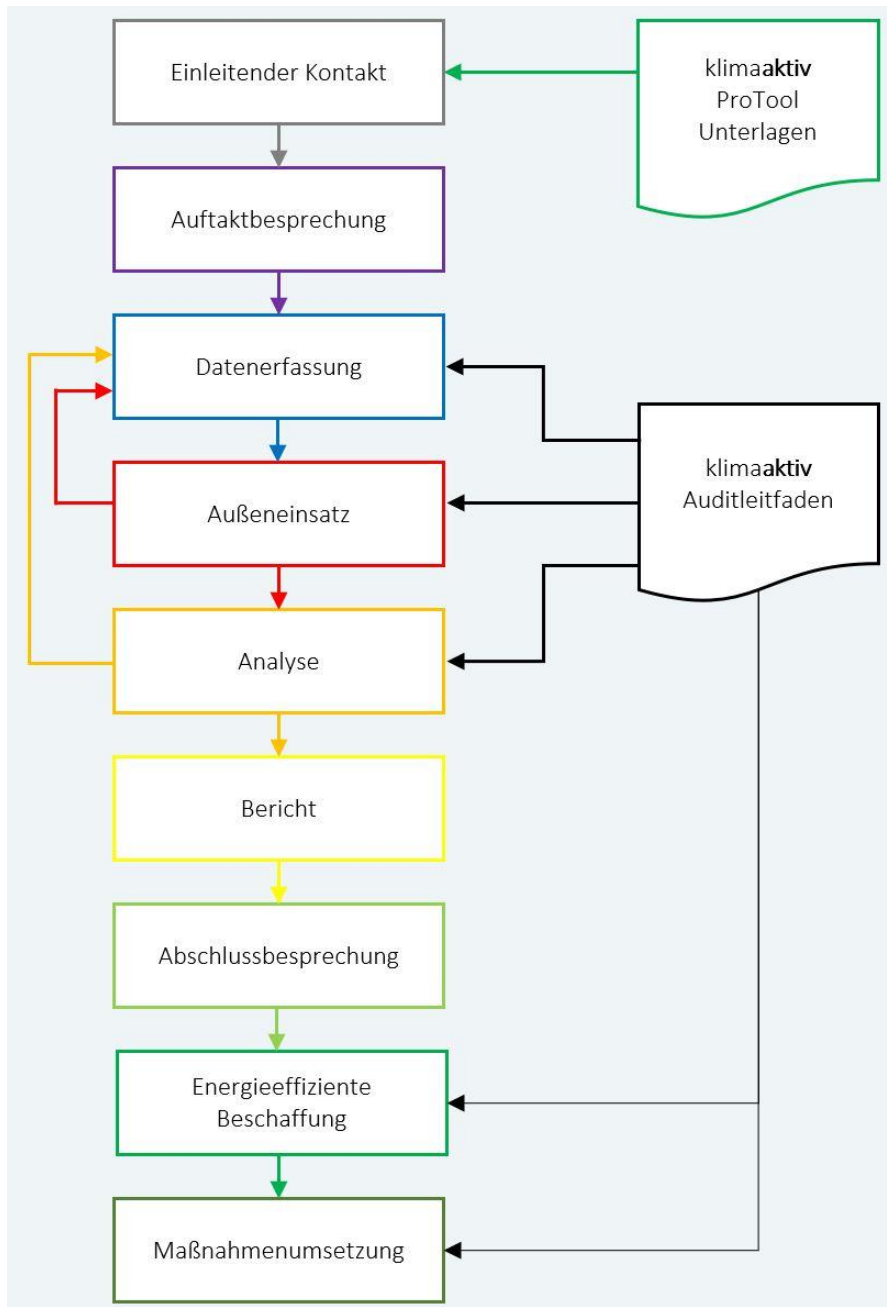 Einleitender Kontakt
klimaaktiv
ProTool
Unterlagen
Auftaktbesprechung
Datenerfassung
Außeneinsatz
klimaaktiv
Auditleitfaden
Analyse
Bericht
Abschlussbesprechung
Energieeffiziente
Beschaffung
Maßnahmenumsetzung